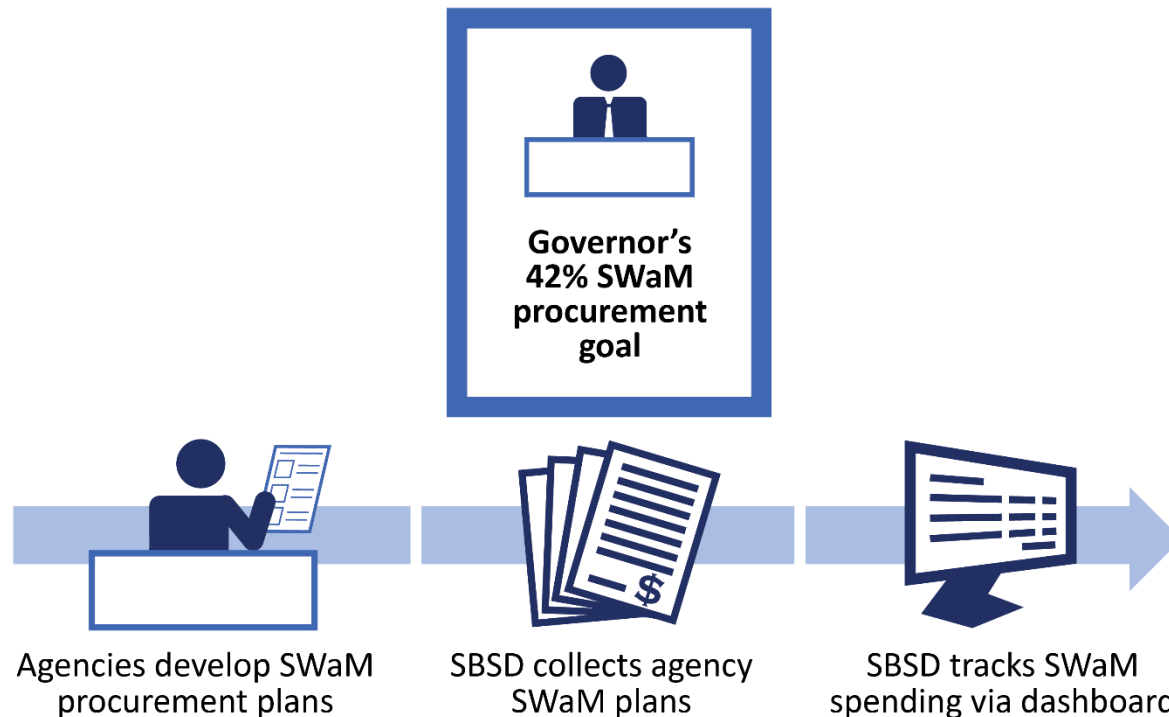 Governor's
42% SWaM
procurement
goal
$
Agencies develop SWaM
procurement plans
SBSD collects agency
SWaM plans
SBSD tracks SWaM
spending via dashboard